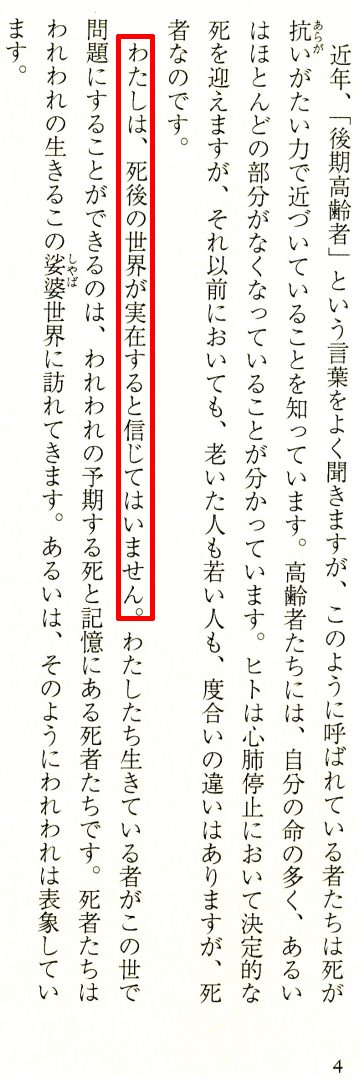 近年、「後期高齢者」という言葉をよく聞きますが、このように呼ばれている者たちは死が
抗いがたい力で近づいていることを知っています。高齢者たちには、自分の命の多く、あるい
はほとんどの部分がなくなっていることが分かっています。ヒトは心肺停止において決定的な
死を迎えますが、それ以前においても、老いた人も若い人も、度合いの違いはありますが、死
者なのです。
わたしは、死後の世界が実在すると信じてはいません。わたしたち生きている者がこの世で
問題にすることができるのは、われわれの予期する死と記憶にある死者たちです。死者たちは
われわれの生きるこの娑婆世界に訪れてきます。あるいは、そのようにわれわれは表象してい
ます。
あらが
しゃば
4